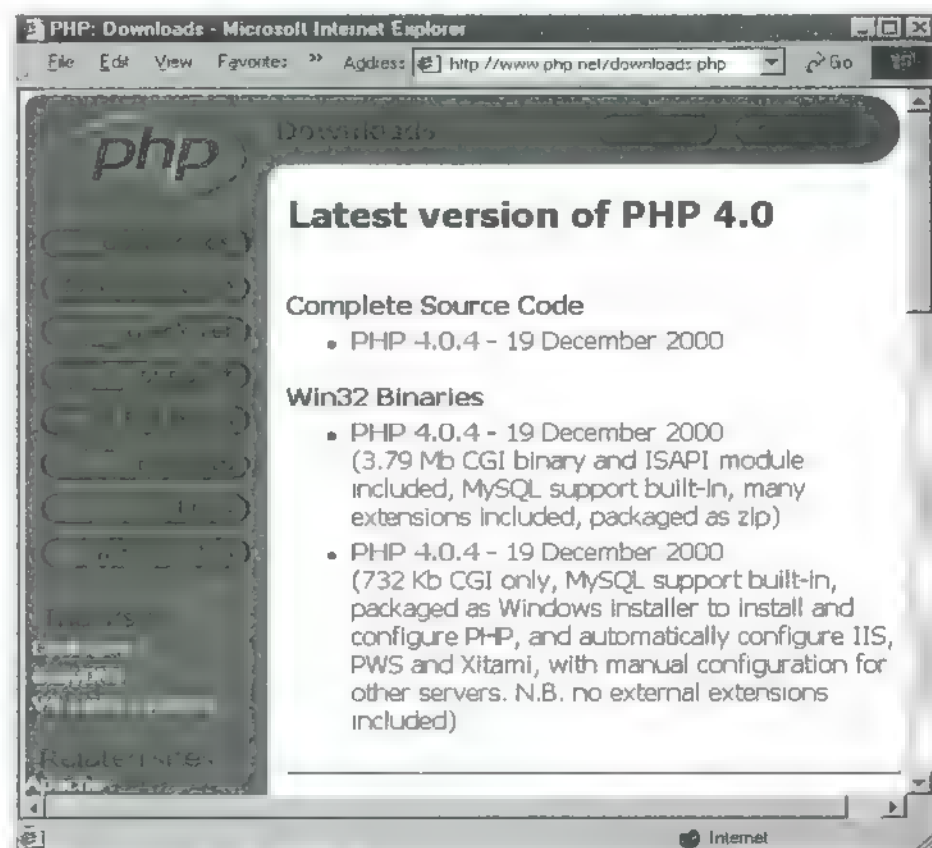 PHP: Downloads - Microsoft Internet Explorer
File Edit View Favorites » Address http://www.php.net/downloads.php Go
php
Downloads
Latest version of PHP 4.0
Complete Source Code
• PHP 4.0.4 - 19 December 2000
Win32 Binaries
• PHP 4.0.4 - 19 December 2000
(3.79 Mb CGI binary and ISAPI module
included, MySQL support built-in, many
extensions included, packaged as zip)
• PHP 4.0.4 - 19 December 2000
(732 Kb CGI only, MySQL support built-in,
packaged as Windows installer to install and
configure PHP, and automatically configure IIS,
PWS and Xitami, with manual configuration for
other servers. N.B. no external extensions
included)
Internet